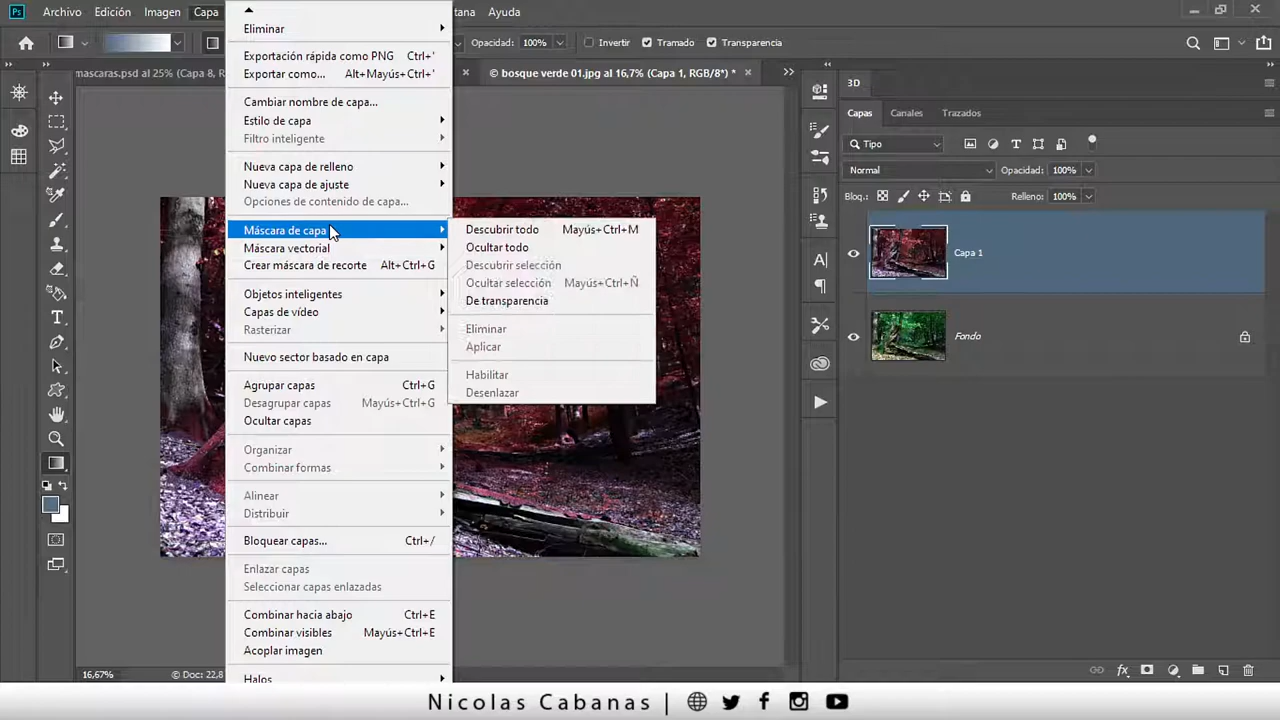 Ps Archivo Edición Imagen Capa tana Ayuda
Opacidad: 100% Invertir Tramado Transparencia
mascaras.psd al 25% (Capa 8, R
© bosque verde 01.jpg al 16,7% (Capa 1, RGB/8*) *
Eliminar
Exportación rápida como PNG Ctrl+'
Exportar como... Alt+Mayús+Ctrl+'
Cambiar nombre de capa...
Estilo de capa
Filtro inteligente
Nueva capa de relleno
Nueva capa de ajuste
Opciones de contenido de capa...
Máscara de capa
Máscara vectorial
Crear máscara de recorte Alt+Ctrl+G
Objetos inteligentes
Capas de vídeo
Rasterizar
Nuevo sector basado en capa
Agrupar capas Ctrl+G
Desagrupar capas Mayús+Ctrl+G
Ocultar capas
Organizar
Combinar formas
Alinear
Distribuir
Bloquear capas... Ctrl+/
Enlazar capas
Seleccionar capas enlazadas
Combinar hacia abajo Ctrl+E
Combinar visibles Mayús+Ctrl+E
Acoplar imagen
Halos
Descubrir todo Mayús+Ctrl+M
Ocultar todo
Descubrir selección
Ocultar selección Mayús+Ctrl+Ñ
De transparencia
Eliminar
Aplicar
Habilitar
Desenlazar
3D
Capas Canales Trazados
Tipo
Normal Opacidad: 100%
Bloq.: Relleno: 100%
Capa 1
Fondo
16,67% © Doc: 22,8
Nicolas Cabanas |